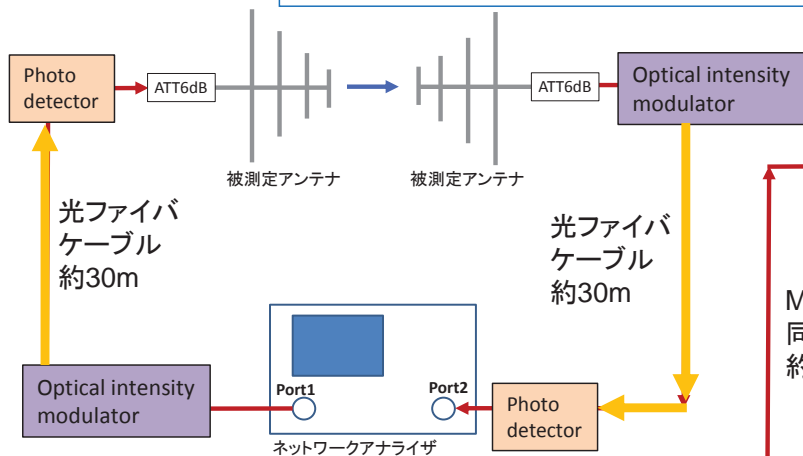 Photo
detector
ATT6dB
ATT6dB
Optical intensity
modulator
被測定アンテナ
被測定アンテナ
光ファイバ
ケーブル
約30m
光ファイバ
ケーブル
約30m
M
同
約
Optical intensity
modulator
Port1
Port2
Photo
detector
ネットワークアナライザ